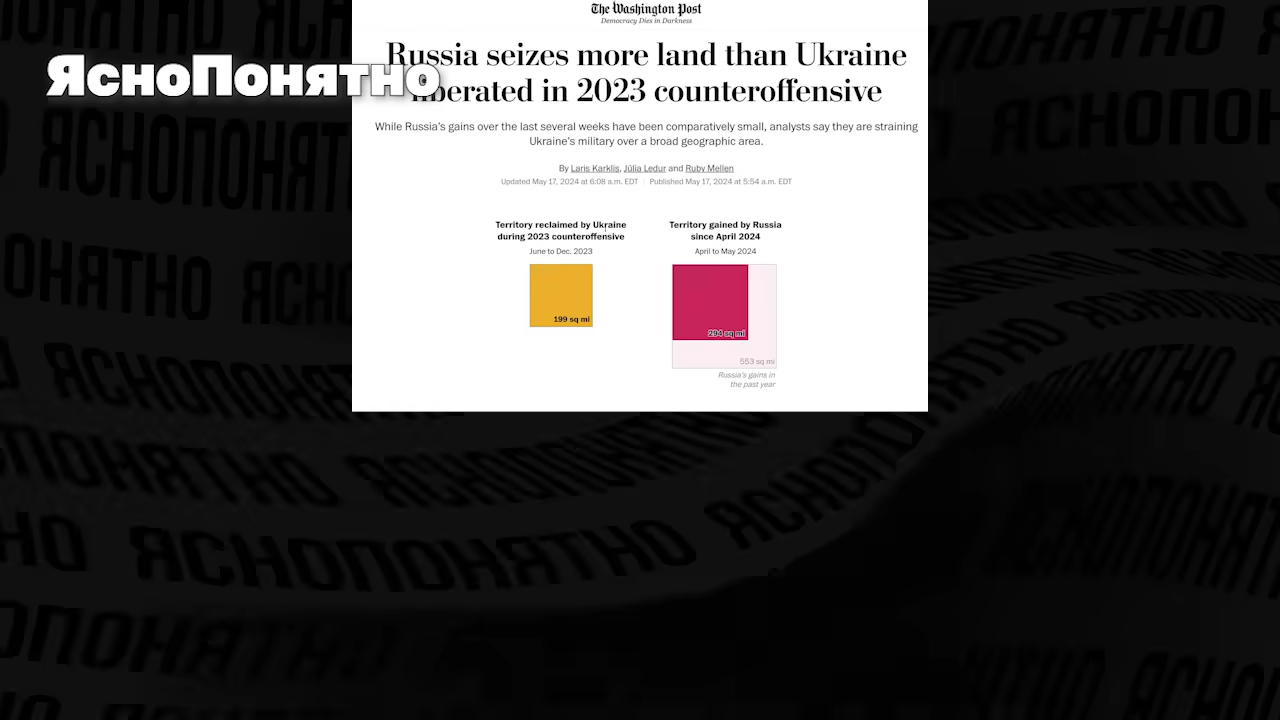 The Washington Post
Democracy Dies in Darkness
ЯсноПонятно
Russia seizes more land than Ukraine
liberated in 2023 counteroffensive
While Russia's gains over the last several weeks have been comparatively small, analysts say they are straining
Ukraine's military over a broad geographic area.
By Laris Karklis, Júlia Ledur and Ruby Mellen
Updated May 17, 2024 at 6:08 a.m. EDT | Published May 17, 2024 at 5:54 a.m. EDT
Territory reclaimed by Ukraine
during 2023 counteroffensive
June to Dec. 2023
199 sq mi
Territory gained by Russia
since April 2024
April to May 2024
294 sq mi
553 sq mi
Russia's gains in
the past year